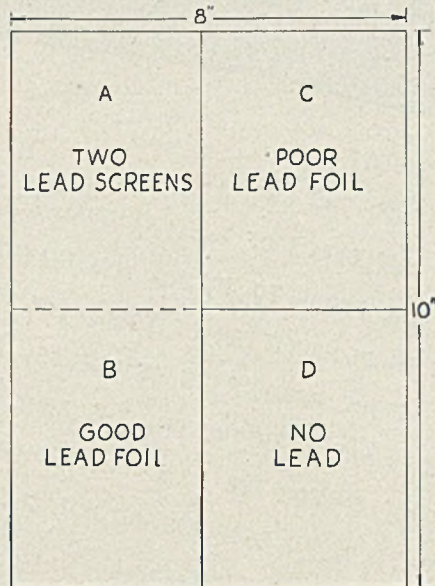 8"
A
TWO
LEAD SCREENS
C
POOR
LEAD FOIL
10"
B
GOOD
LEAD FOIL
D
NO
LEAD